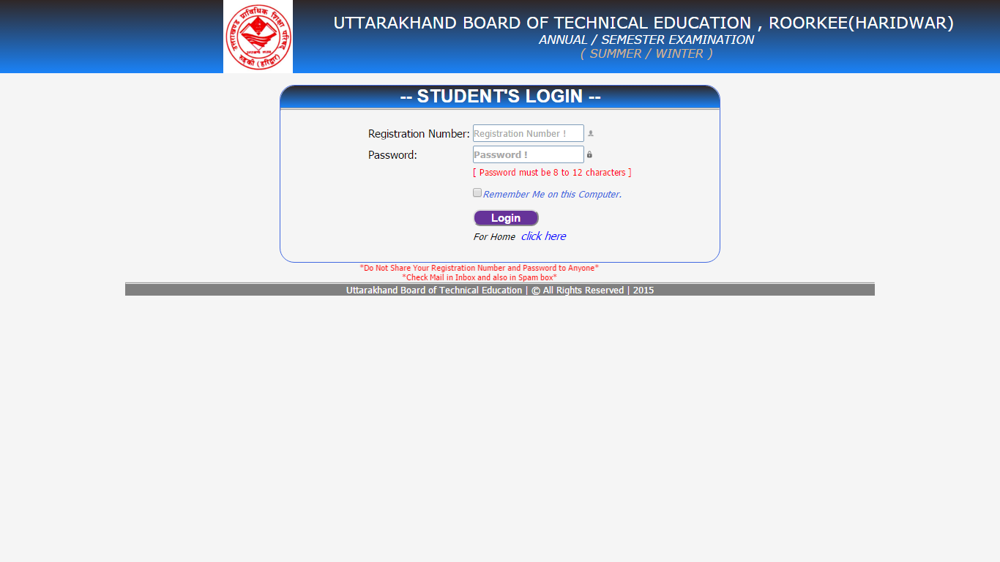 उत्तराखण्ड प्राविधिक शिक्षा परिषद्
रुड़की (हरिद्वार)
UTTARAKHAND BOARD OF TECHNICAL EDUCATION , ROORKEE(HARIDWAR)
ANNUAL / SEMESTER EXAMINATION
( SUMMER / WINTER )
-- STUDENT'S LOGIN --
Registration Number: Registration Number !
Password: Password !
[ Password must be 8 to 12 characters ]
Remember Me on this Computer.
Login
For Home click here
*Do Not Share Your Registration Number and Password to Anyone*
*Check Mail in Inbox and also in Spam box*
Uttarakhand Board of Technical Education | © All Rights Reserved | 2015